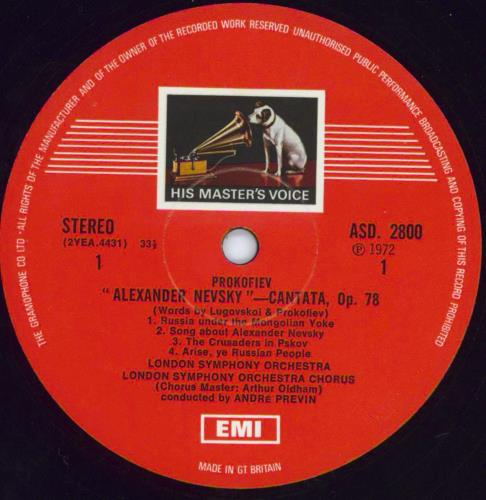 THE GRAMOPHONE CO LTD · ALL RIGHTS OF THE MANUFACTURER AND OF THE OWNER OF THE RECORDED WORK RESERVED UNAUTHORISED PUBLIC PERFORMANCE BROADCASTING AND COPYING OF THIS RECORD PROHIBITED
HIS MASTER'S VOICE
STEREO ASD. 2800
(2YEA.4431) 33⅓ ℗ 1972
1 1
PROKOFIEV
"ALEXANDER NEVSKY"—CANTATA, Op. 78
(Words by Lugovskoi & Prokofiev)
1. Russia under the Mongolian Yoke
2. Song about Alexander Nevsky
3. The Crusaders in Pskov
4. Arise, ye Russian People
LONDON SYMPHONY ORCHESTRA
LONDON SYMPHONY ORCHESTRA CHORUS
(Chorus Master: Arthur Oldham)
conducted by ANDRÉ PREVIN
EMI
MADE IN GT BRITAIN